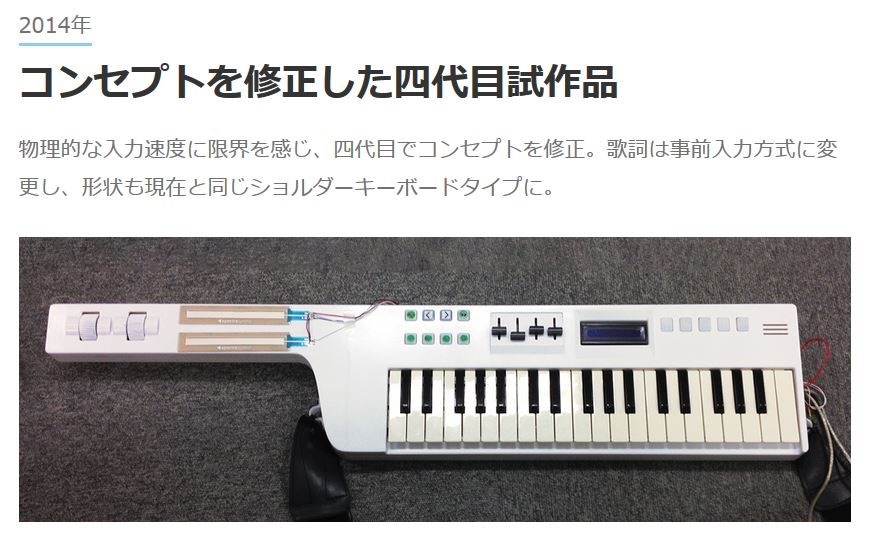 2014年
コンセプトを修正した四代目試作品
物理的な入力速度に限界を感じ、四代目でコンセプトを修正。歌詞は事前入力方式に変
更し、形状も現在と同じショルダーキーボードタイプに。